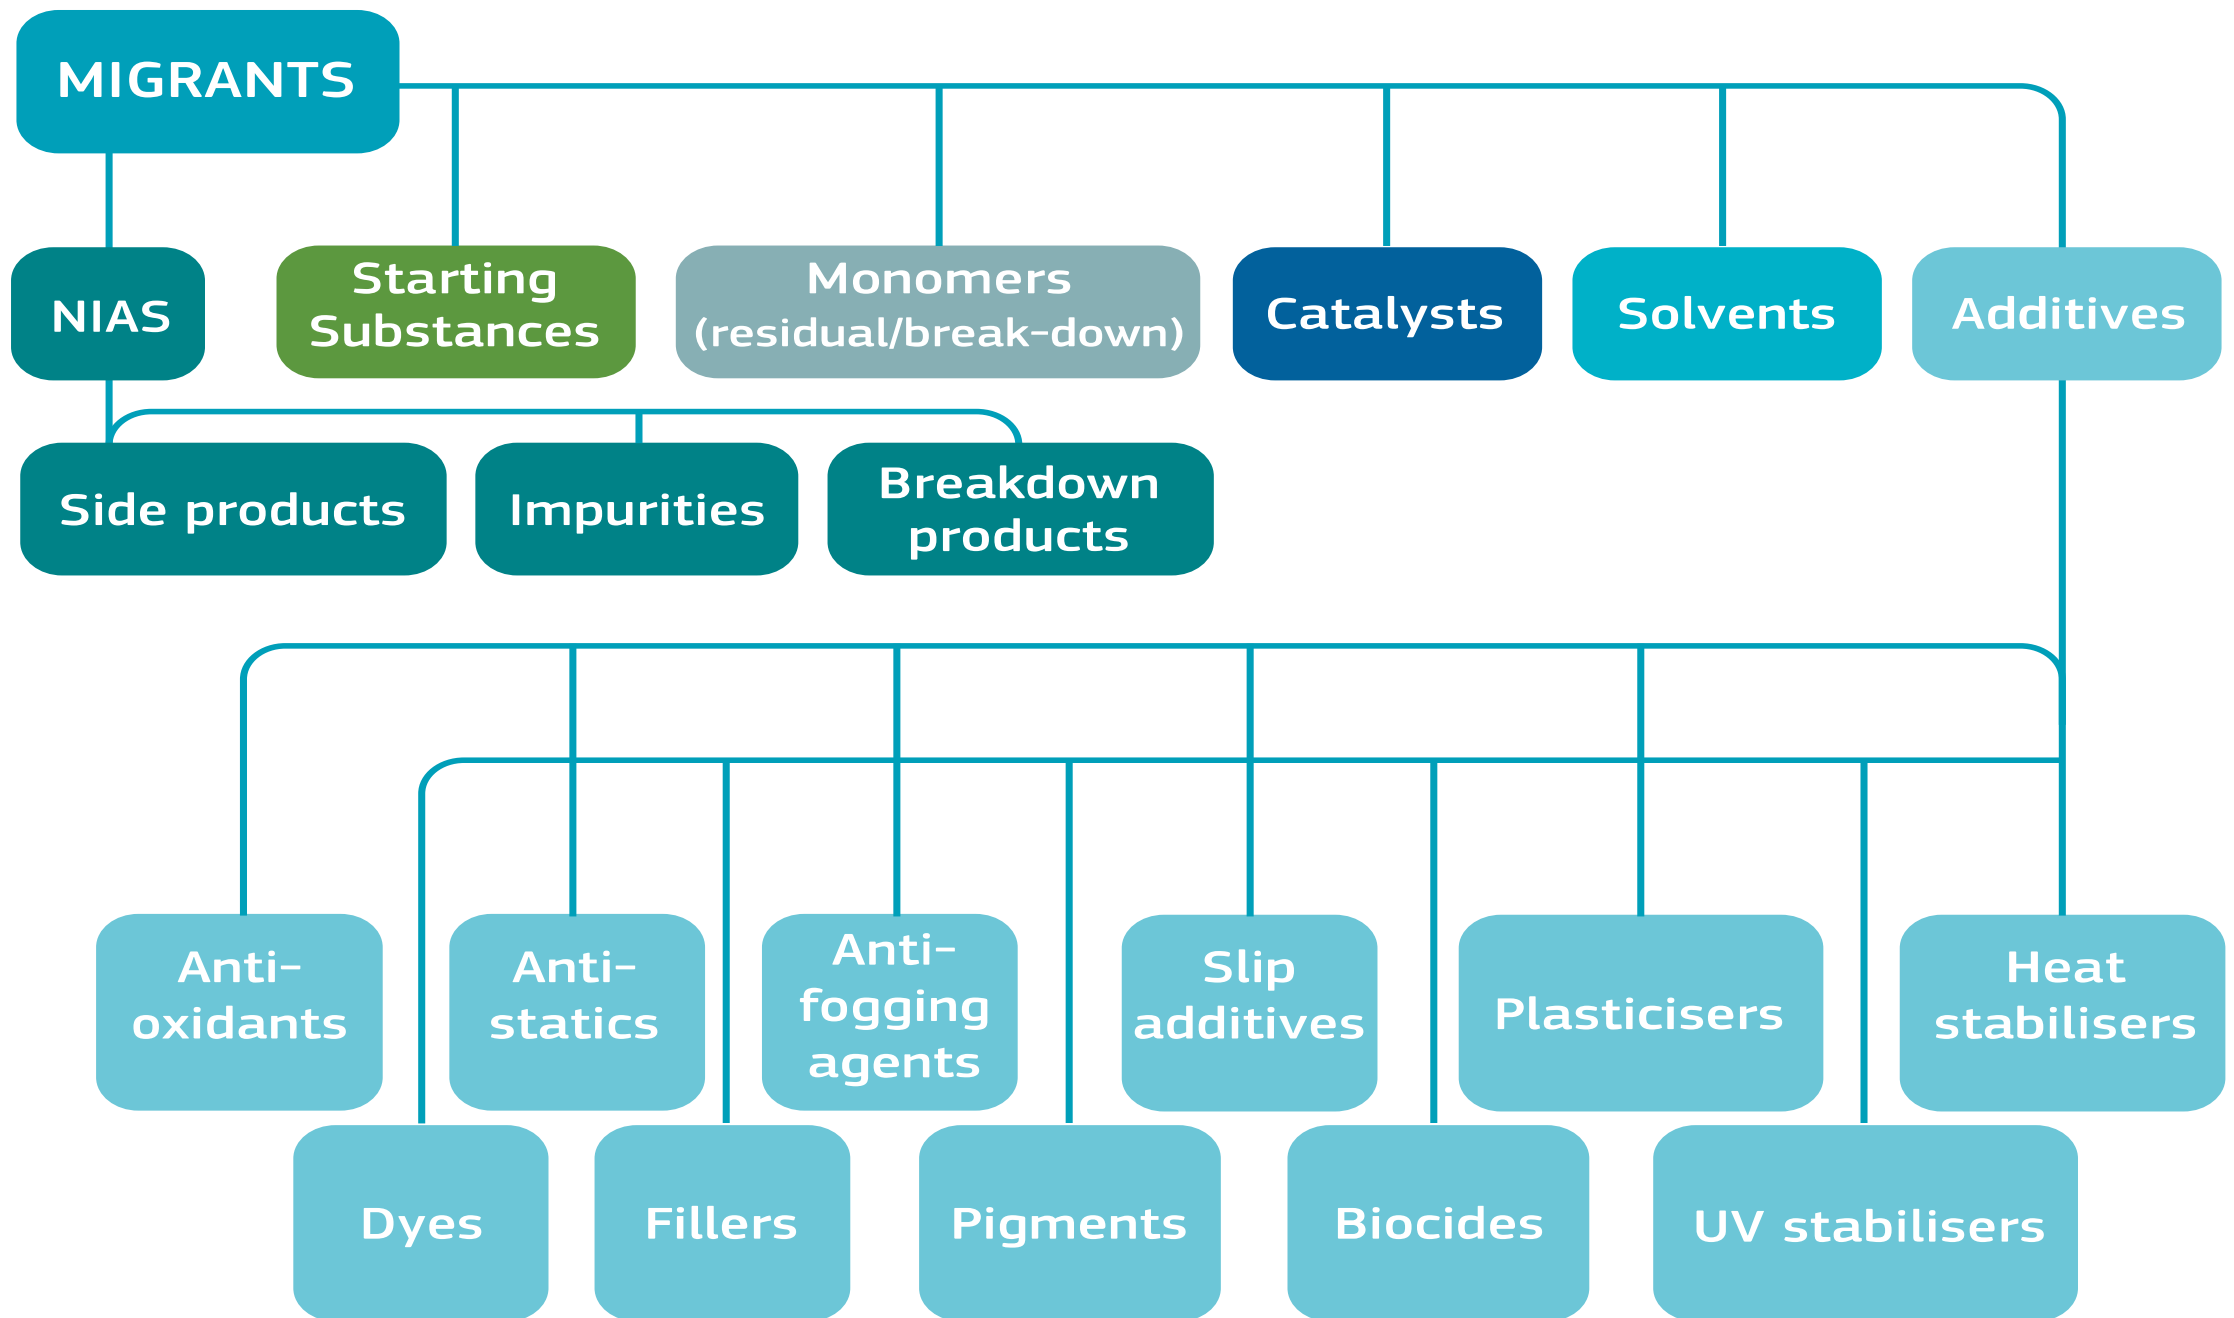 MIGRANTS
NIAS
Starting
Substances
Monomers
(residual/break-down)
Catalysts
Solvents
Additives
Side products
Impurities
Breakdown
products
Anti-
oxidants
Anti-
statics
Anti-
fogging
agents
Slip
additives
Plasticisers
Heat
stabilisers
Dyes
Fillers
Pigments
Biocides
UV stabilisers